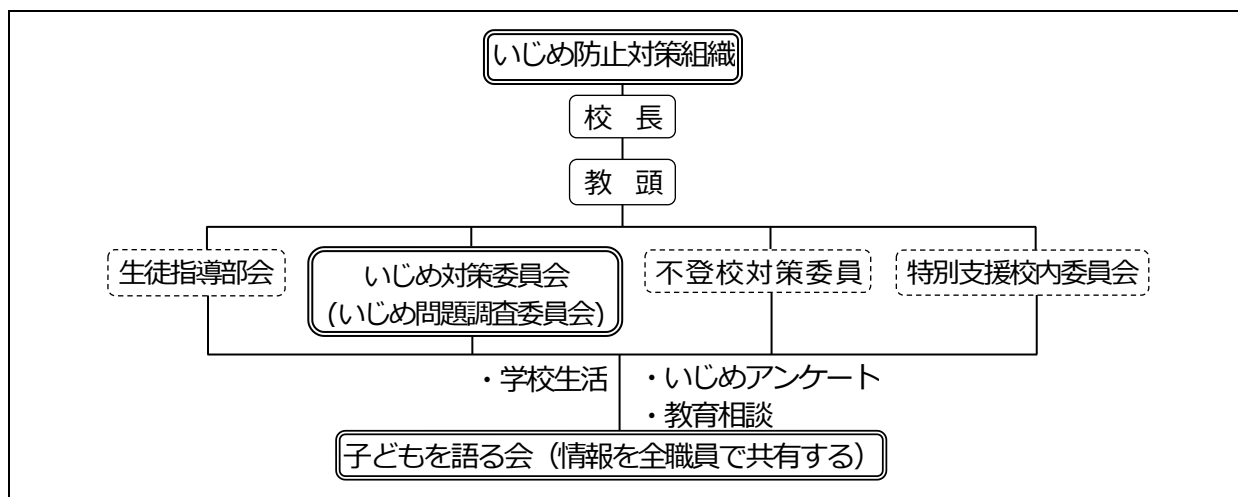 いじめ防止対策組織
校　長
教　頭
生徒指導部会
いじめ対策委員会
(いじめ問題調査委員会)
不登校対策委員
特別支援校内委員会
・学校生活
・いじめアンケート
・教育相談
子どもを語る会（情報を全職員で共有する）